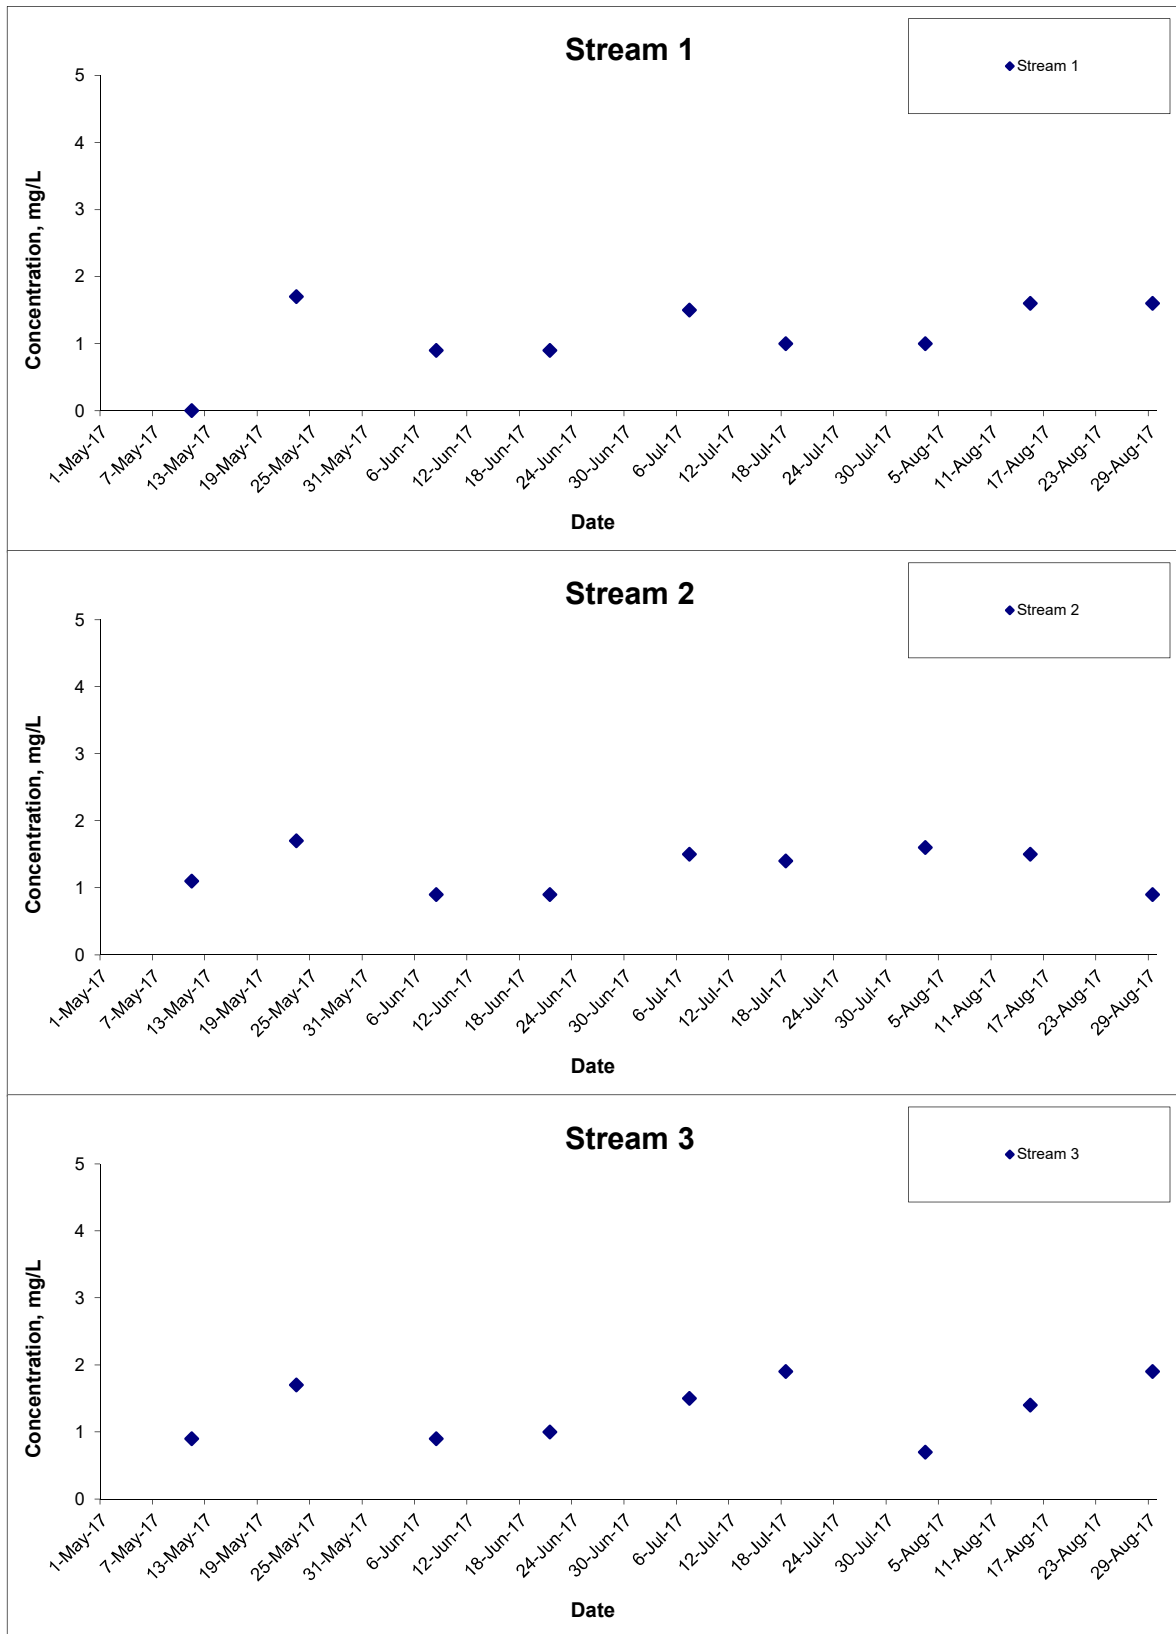 Stream 1
Stream 1
Concentration, mg/L
5
4
3
2
1
0
1-May-17
7-May-17
13-May-17
19-May-17
25-May-17
31-May-17
6-Jun-17
12-Jun-17
18-Jun-17
24-Jun-17
30-Jun-17
6-Jul-17
12-Jul-17
18-Jul-17
24-Jul-17
30-Jul-17
5-Aug-17
11-Aug-17
17-Aug-17
23-Aug-17
29-Aug-17
Date
Stream 2
Stream 2
Concentration, mg/L
5
4
3
2
1
0
1-May-17
7-May-17
13-May-17
19-May-17
25-May-17
31-May-17
6-Jun-17
12-Jun-17
18-Jun-17
24-Jun-17
30-Jun-17
6-Jul-17
12-Jul-17
18-Jul-17
24-Jul-17
30-Jul-17
5-Aug-17
11-Aug-17
17-Aug-17
23-Aug-17
29-Aug-17
Date
Stream 3
Stream 3
Concentration, mg/L
5
4
3
2
1
0
1-May-17
7-May-17
13-May-17
19-May-17
25-May-17
31-May-17
6-Jun-17
12-Jun-17
18-Jun-17
24-Jun-17
30-Jun-17
6-Jul-17
12-Jul-17
18-Jul-17
24-Jul-17
30-Jul-17
5-Aug-17
11-Aug-17
17-Aug-17
23-Aug-17
29-Aug-17
Date